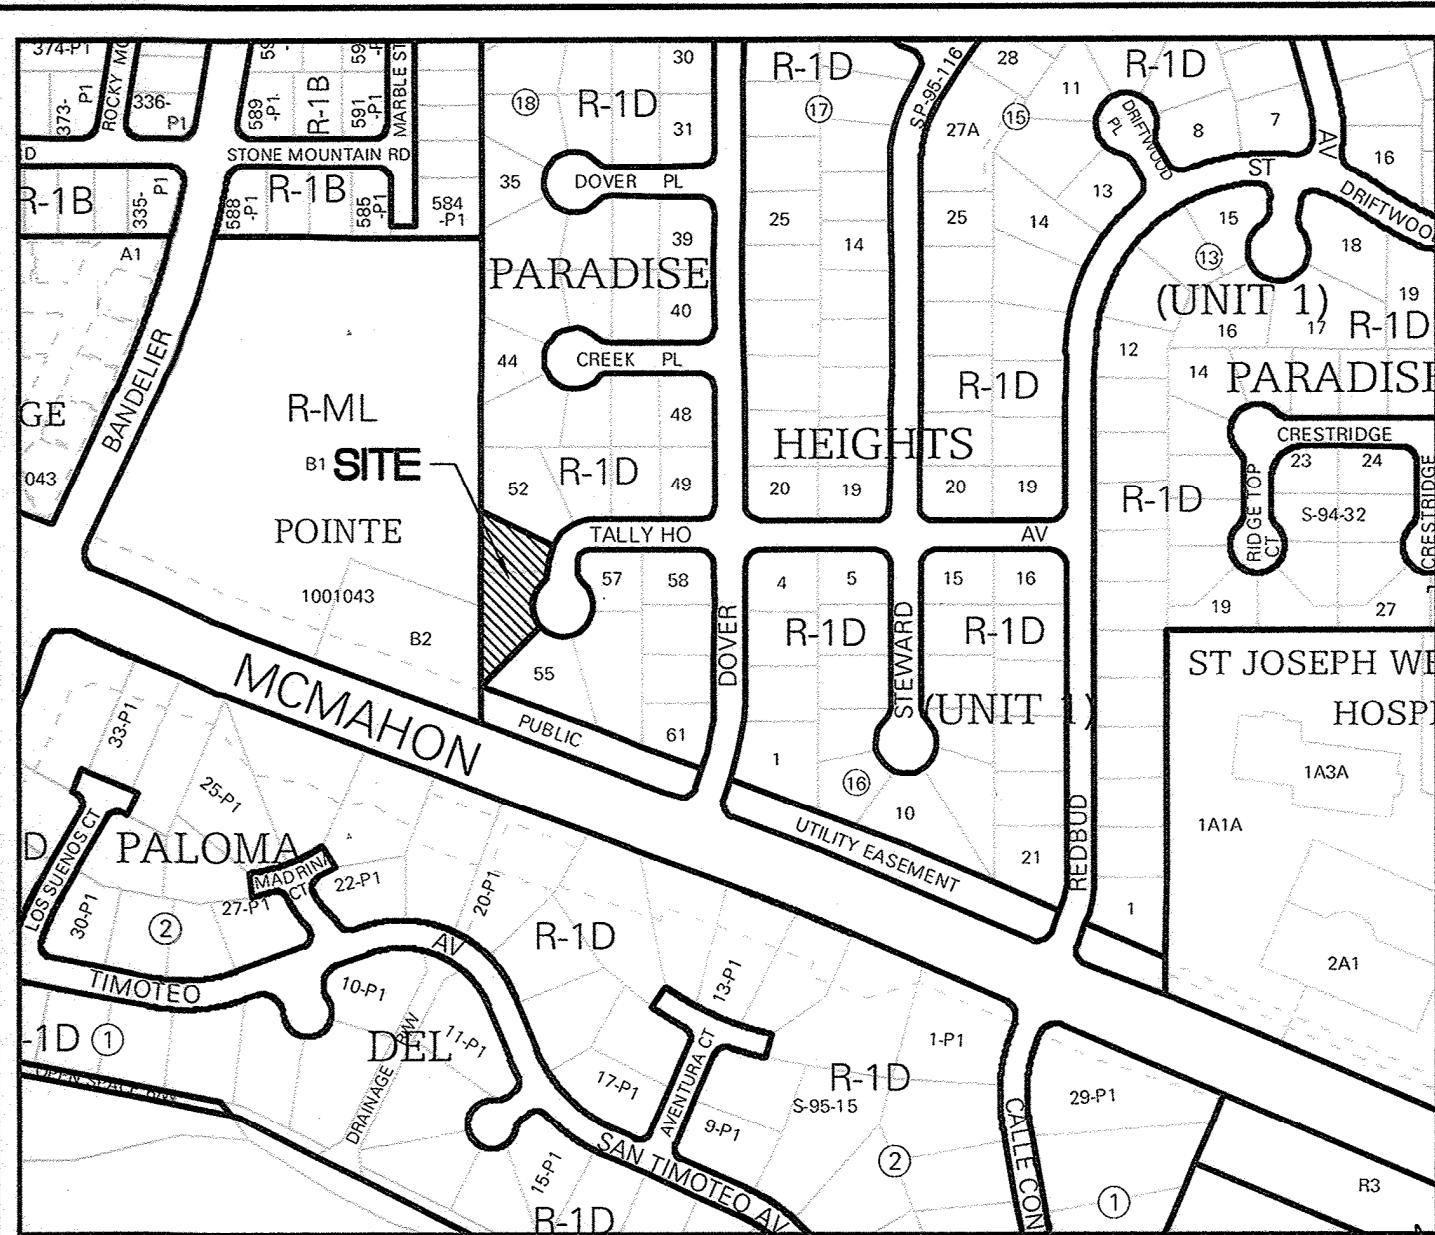 374-P1
ROCKY
336-
P1
373-
P1
589
-P1
R-1B
591
-P1
MARBLE ST
30
R-1D
18
31
R-1D
17
S.P-95-116
28
27A
15
11
R-1D
DRIFTWOOD
PL
8
7
AV
16
D
STONE MOUNTAIN RD
R-1B
335-
P1
588
-P1
R-1B
585
-P1
584
-P1
35
DOVER PL
25
14
25
14
13
ST
DRIFTWOOD
15
13
18
A1
39
PARADISE
40
(UNIT 1)
16
17
19
R-1D
BANDELIER
44
CREEK PL
12
14
PARADISE
R-1D
GE
R-ML
48
HEIGHTS
CRESTRIDGE
23
24
B1
SITE
R-1D
52
49
20
19
20
19
R-1D
RIDGE TOP
CT
S-94-32
CRESTRIDGE
043
POINTE
TALLY HO
AV
1001043
57
58
4
5
15
16
19
27
B2
DOVER
R-1D
STEWARD
R-1D
55
ST JOSEPH WE
HOSPI
MCMAHON
PUBLIC
61
(UNIT 1)
33-P1
1
16
10
1A3A
25-P1
UTILITY EASEMENT
REDBUD
1A1A
D
PALOMA
LOS SUENOS CT
MADRINA
CT
22-P1
21
30-P1
2
27-P1
20-P1
1
AV
R-1D
2A1
TIMOTEO
10-P1
13-P1
-1D
1
DEL
11-P1
DRAINAGE R/W
AVENTURA CT
1-P1
OPEN SPACE
17-P1
R-1D
S-95-15
29-P1
9-P1
SAN TIMOTEO AV
15-P1
2
CALLE CON
R3
1
R-1D